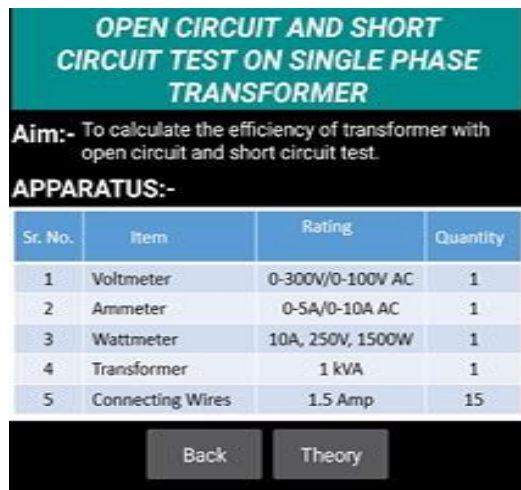 OPEN CIRCUIT AND SHORT
CIRCUIT TEST ON SINGLE PHASE
TRANSFORMER
Aim:- To calculate the efficiency of transformer with
open circuit and short circuit test.
APPARATUS:-
Sr. No. Item Rating Quantity
1 Voltmeter 0-300V/0-100V AC 1
2 Ammeter 0-5A/0-10A AC 1
3 Wattmeter 10A, 250V, 1500W 1
4 Transformer 1 kVA 1
5 Connecting Wires 1.5 Amp 15
Back Theory